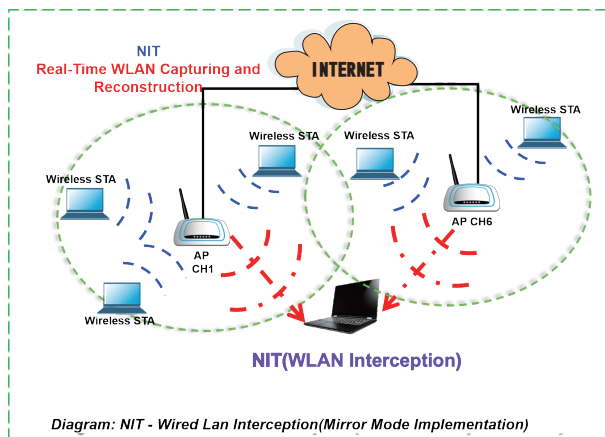 NIT
Real-Time WLAN Capturing and
Reconstruction
INTERNET
Wireless STA
Wireless STA
Wireless STA
Wireless STA
AP
CH1
AP CH6
Wireless STA
NIT(WLAN Interception)
Diagram: NIT - Wired Lan Interception(Mirror Mode Implementation)